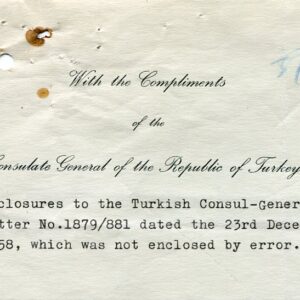 With the Compliments
of the
Consulate General of the Republic of Turkey
closures to the Turkish Consul-Gener
tter No.1879/881 dated the 23rd Dece
58, which was not enclosed by error.